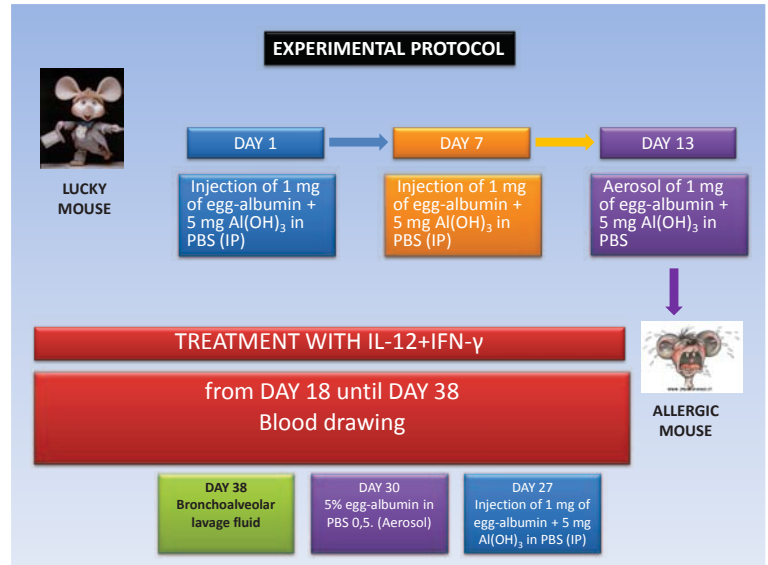 EXPERIMENTAL PROTOCOL
LUCKY
MOUSE
DAY 1
DAY 7
DAY 13
Injection of 1 mg
of egg-albumin +
5 mg Al(OH)₃ in
PBS (IP)
Injection of 1 mg
of egg-albumin +
5 mg Al(OH)₃ in
PBS (IP)
Aerosol of 1 mg
of egg-albumin +
5 mg Al(OH)₃ in
PBS
TREATMENT WITH IL-12+IFN-γ
from DAY 18 until DAY 38
Blood drawing
ALLERGIC
MOUSE
DAY 38
Bronchoalveolar
lavage fluid
DAY 30
5% egg-albumin in
PBS 0,5. (Aerosol)
DAY 27
Injection of 1 mg of
egg-albumin + 5 mg
Al(OH)₃ in PBS (IP)